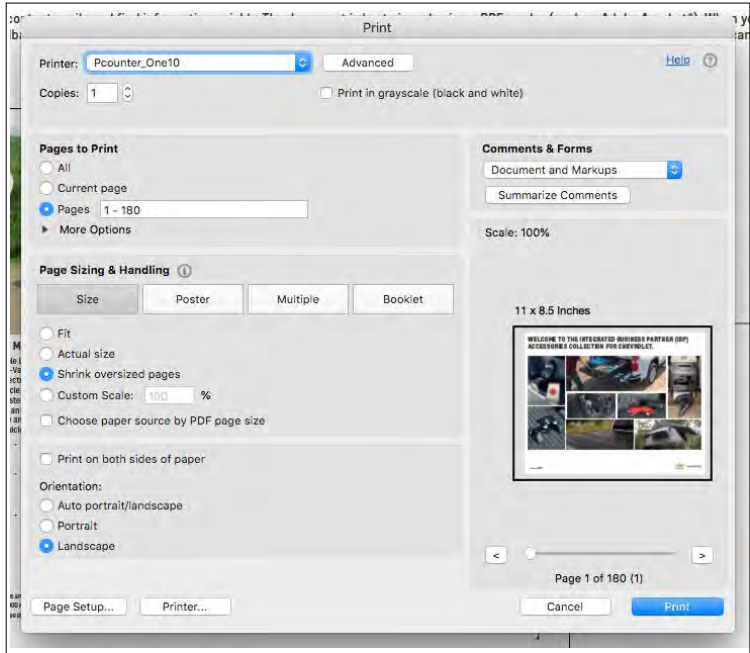 Print
Printer: Pcounter_One10 Advanced Help ?
Copies: 1 Print in grayscale (black and white)
Pages to Print
All
Current page
Pages 1 - 180
More Options
Comments & Forms
Document and Markups
Summarize Comments
Scale: 100%
Page Sizing & Handling i
Size Poster Multiple Booklet
Fit
Actual size
Shrink oversized pages
Custom Scale: 100 %
Choose paper source by PDF page size
Print on both sides of paper
Orientation:
Auto portrait/landscape
Portrait
Landscape
11 x 8.5 Inches
WELCOME TO THE INTEGRATED BUSINESS PARTNER (IBP)
ACCESSORIES COLLECTION FOR CHEVROLET.
< >
Page 1 of 180 (1)
Page Setup... Printer... Cancel Print